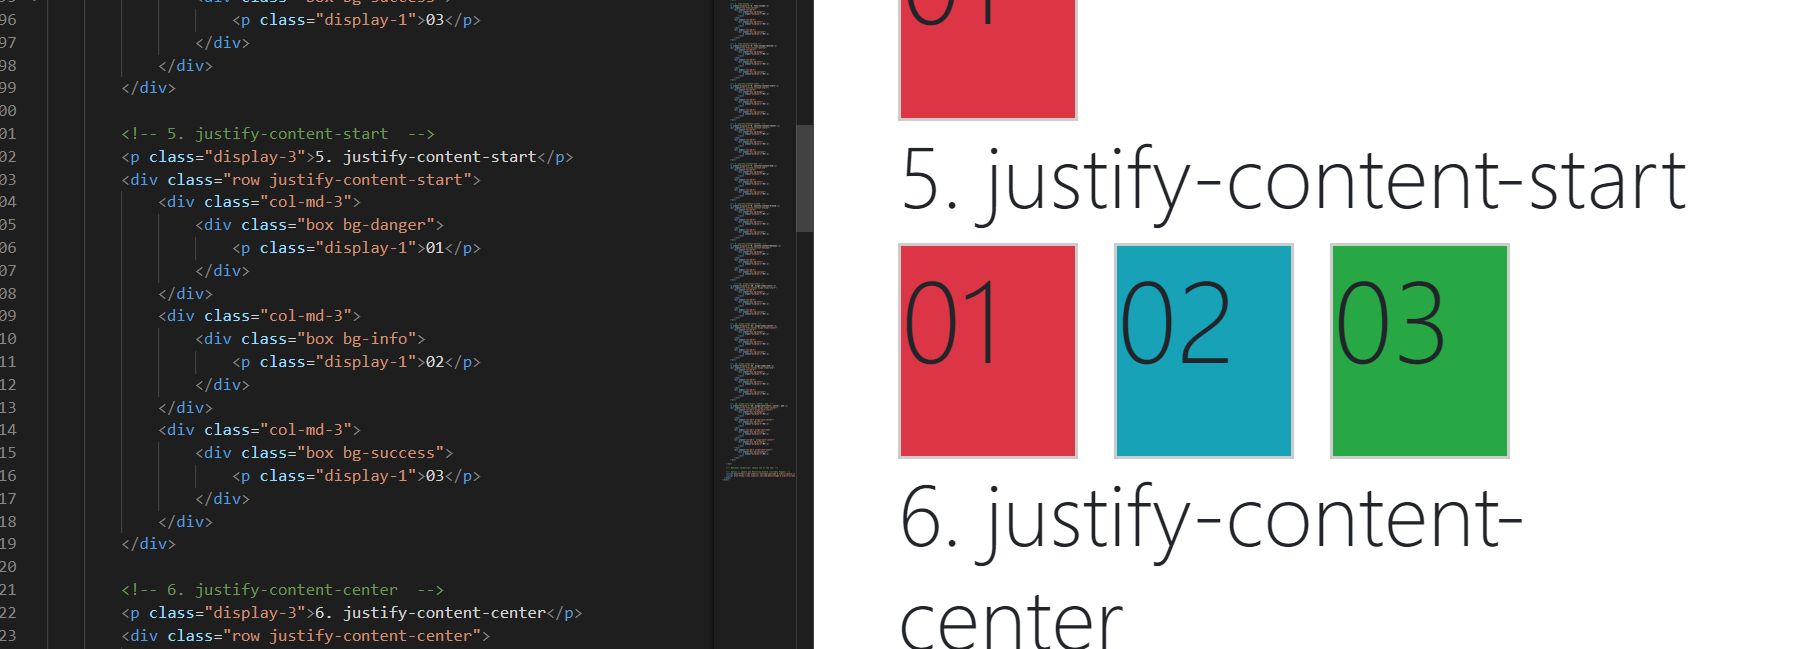 <div class="box bg-success">
96 <p class="display-1">03</p>
97 </div>
98 </div>
99 </div>
00
01 <!-- 5. justify-content-start  -->
02 <p class="display-3">5. justify-content-start</p>
03 <div class="row justify-content-start">
04 <div class="col-md-3">
05 <div class="box bg-danger">
06 <p class="display-1">01</p>
07 </div>
08 </div>
09 <div class="col-md-3">
10 <div class="box bg-info">
11 <p class="display-1">02</p>
12 </div>
13 </div>
14 <div class="col-md-3">
15 <div class="box bg-success">
16 <p class="display-1">03</p>
17 </div>
18 </div>
19 </div>
20
21 <!-- 6. justify-content-center  -->
22 <p class="display-3">6. justify-content-center</p>
23 <div class="row justify-content-center">
01
5. justify-content-start
01 02 03
6. justify-content-
center